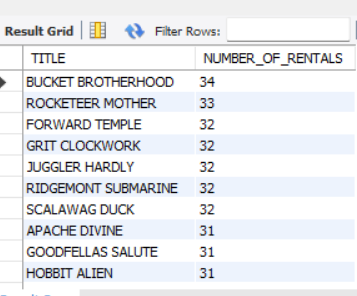 Result Grid Filter Rows:
TITLE NUMBER_OF_RENTALS
BUCKET BROTHERHOOD 34
ROCKETEER MOTHER 33
FORWARD TEMPLE 32
GRIT CLOCKWORK 32
JUGGLER HARDLY 32
RIDGEMONT SUBMARINE 32
SCALAWAG DUCK 32
APACHE DIVINE 31
GOODFELLAS SALUTE 31
HOBBIT ALIEN 31